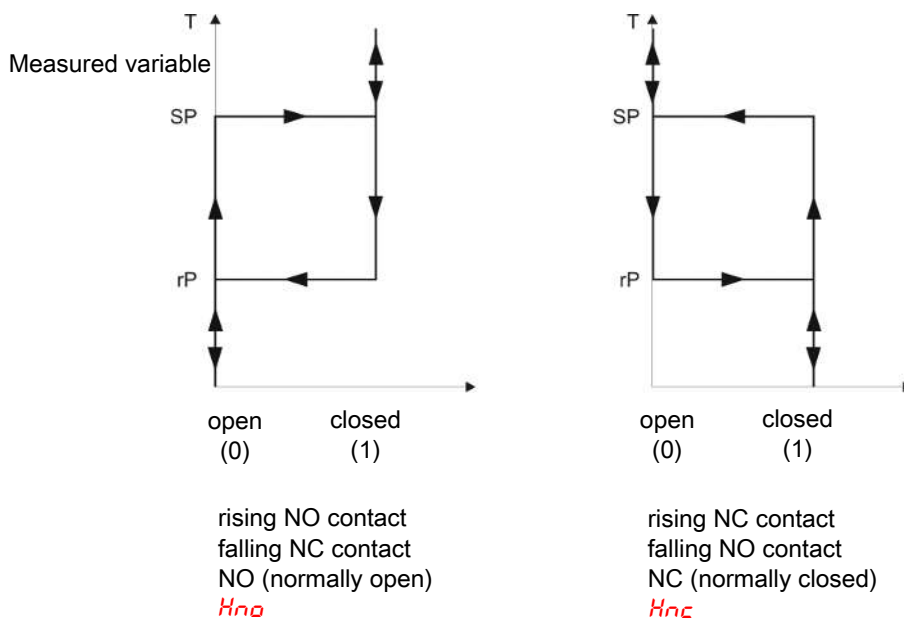 T
Measured variable
SP
rP
open
(0)
closed
(1)
rising NO contact
falling NC contact
NO (normally open)
Hno
T
SP
rP
open
(0)
closed
(1)
rising NC contact
falling NO contact
NC (normally closed)
Hnc